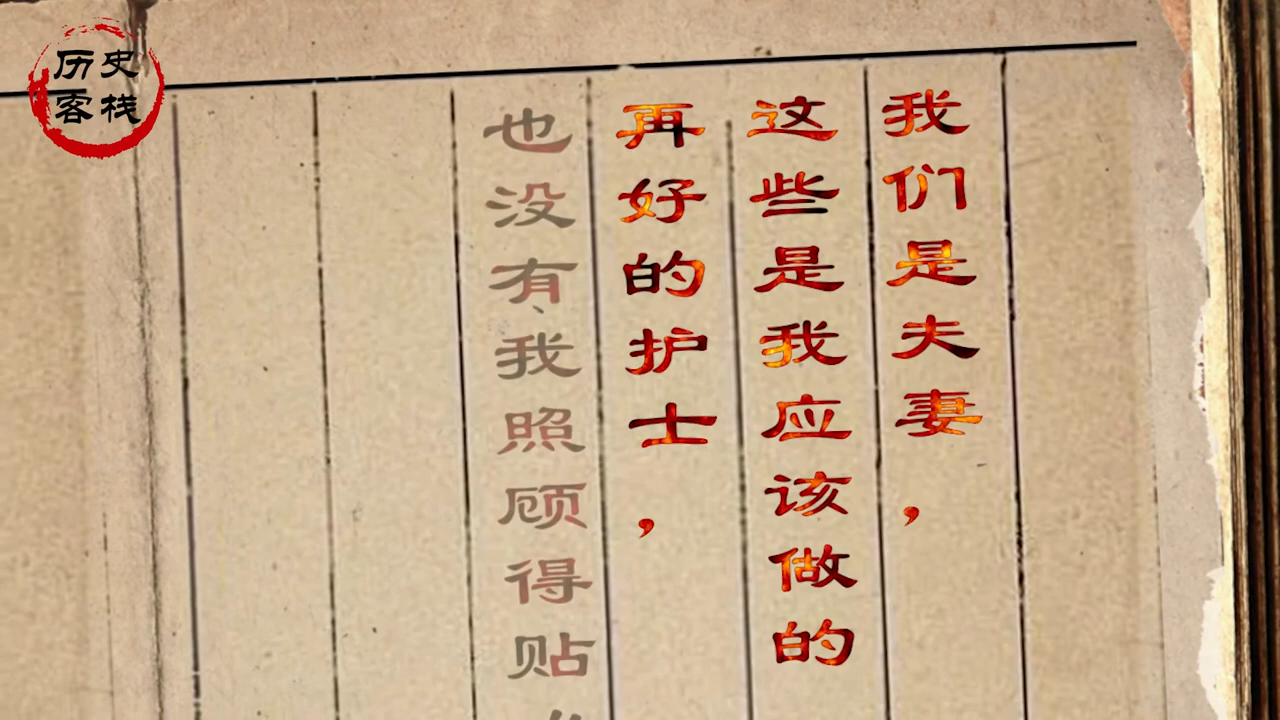 历史
客栈
我们是夫妻，
这些是我应该做的
再好的护士，
也没有我照顾得贴